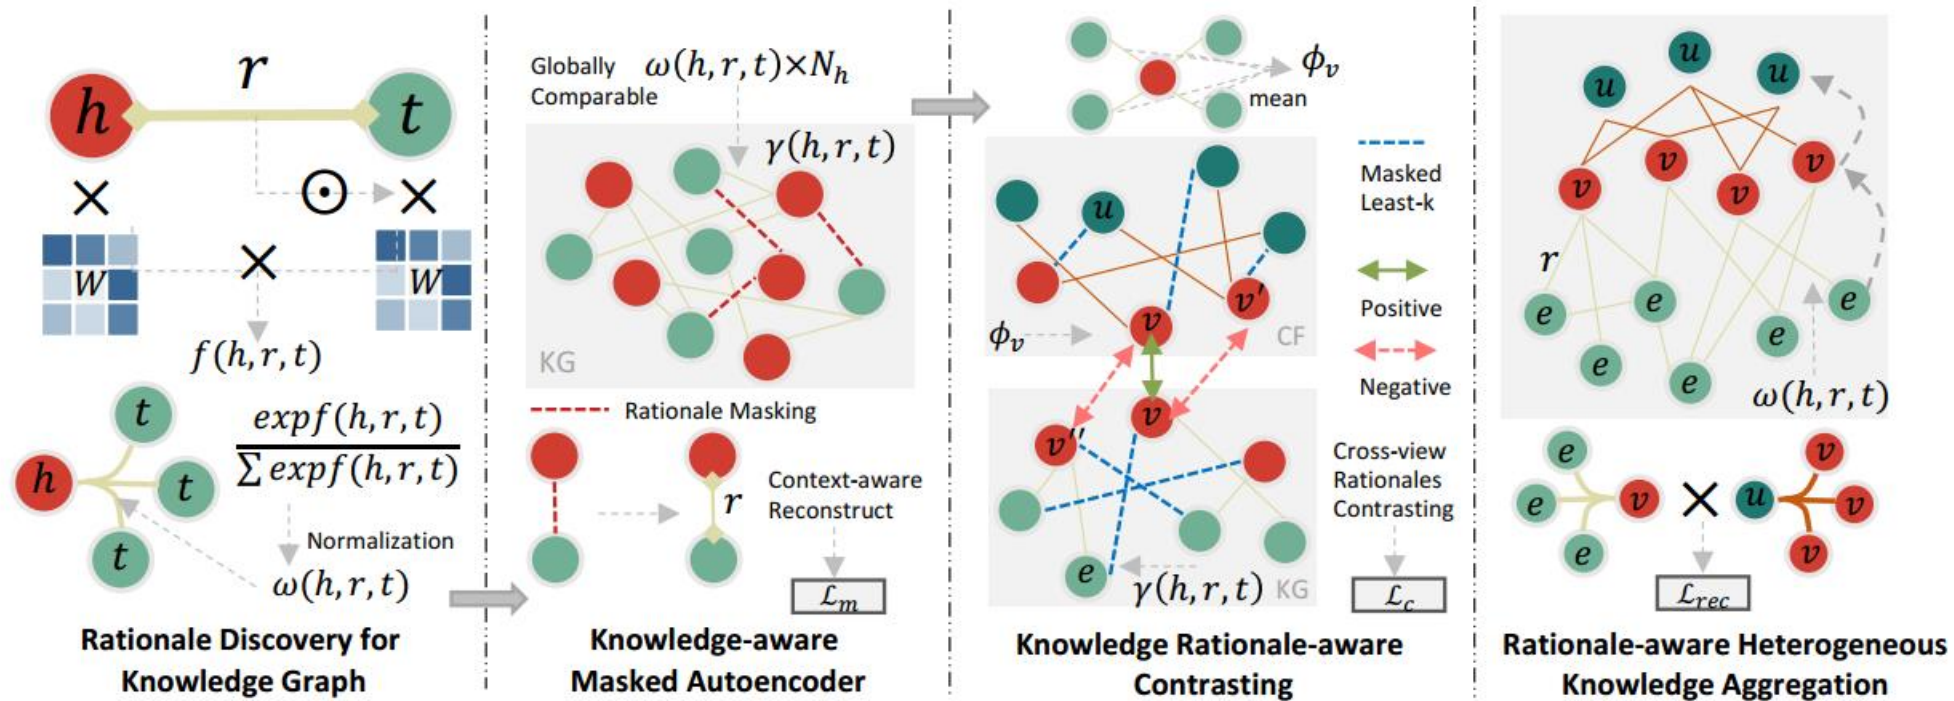 r
h
t
×
⊙
×
W
×
W
f(h,r,t)
t
expf(h,r,t)
∑ expf(h,r,t)
h
t
Normalization
t
ω(h,r,t)
Rationale Discovery for
Knowledge Graph
Globally
Comparable
ω(h,r,t)×N_h
γ(h,r,t)
KG
Rationale Masking
r
Context-aware
Reconstruct
ℒ_m
Knowledge-aware
Masked Autoencoder
ϕ_v
mean
u
v'
ϕ_v
v
CF
v
v''
e
γ(h,r,t)
KG
Masked
Least-k
Positive
Negative
Cross-view
Rationales
Contrasting
ℒ_c
Knowledge Rationale-aware
Contrasting
u
u
u
v
v
v
v
r
e
e
e
e
e
e
ω(h,r,t)
e
e
v
×
u
v
v
e
v
ℒ_rec
Rationale-aware Heterogeneous
Knowledge Aggregation